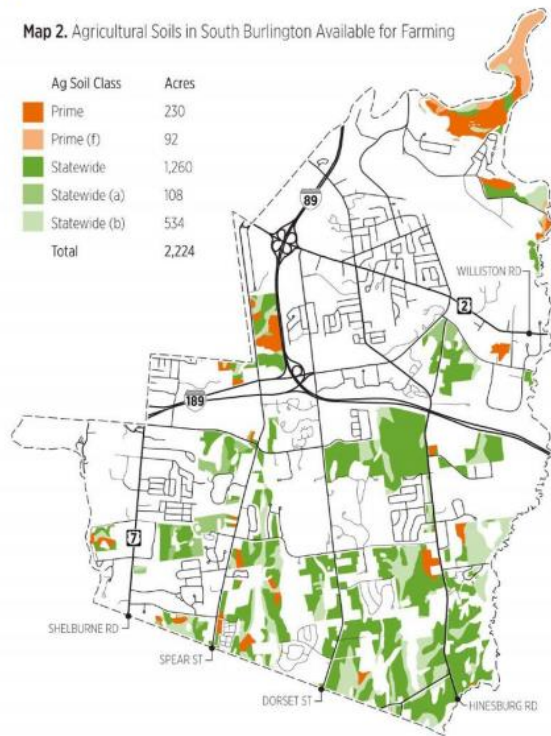 Map 2. Agricultural Soils in South Burlington Available for Farming
Ag Soil Class Acres
Prime 230
Prime (f) 92
Statewide 1,260
Statewide (a) 108
Statewide (b) 534
Total 2,224
89
WILLISTON RD
2
189
7
SHELBURNE RD
SPEAR ST
DORSET ST
HINESBURG RD